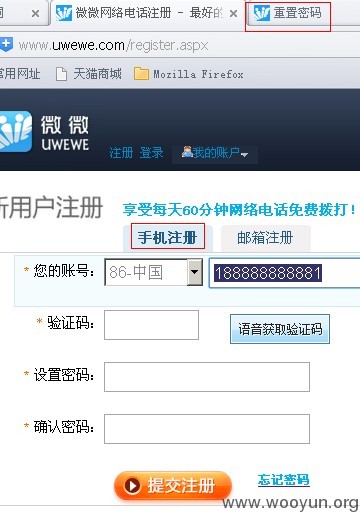 国 × 微微网络电话注册 - 最好的 × 重置密码
www.uwewe.com/register.aspx
常用网址 天猫商城 Mozilla Firefox
微微
UWEWE
注册 登录 我的账户
新用户注册 享受每天60分钟网络电话免费拨打!
手机注册 邮箱注册
* 您的账号: 86-中国 188888888881
* 验证码: 语音获取验证码
* 设置密码:
* 确认密码:
提交注册 忘记密码
www.wooyun.org